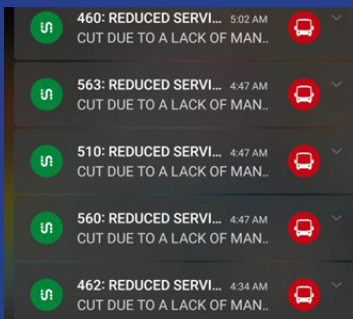 460: REDUCED SERVI... 5:02 AM
CUT DUE TO A LACK OF MAN..
563: REDUCED SERVI... 4:47 AM
CUT DUE TO A LACK OF MAN..
510: REDUCED SERVI... 4:47 AM
CUT DUE TO A LACK OF MAN..
560: REDUCED SERVI... 4:47 AM
CUT DUE TO A LACK OF MAN..
462: REDUCED SERVI... 4:34 AM
CUT DUE TO A LACK OF MAN..